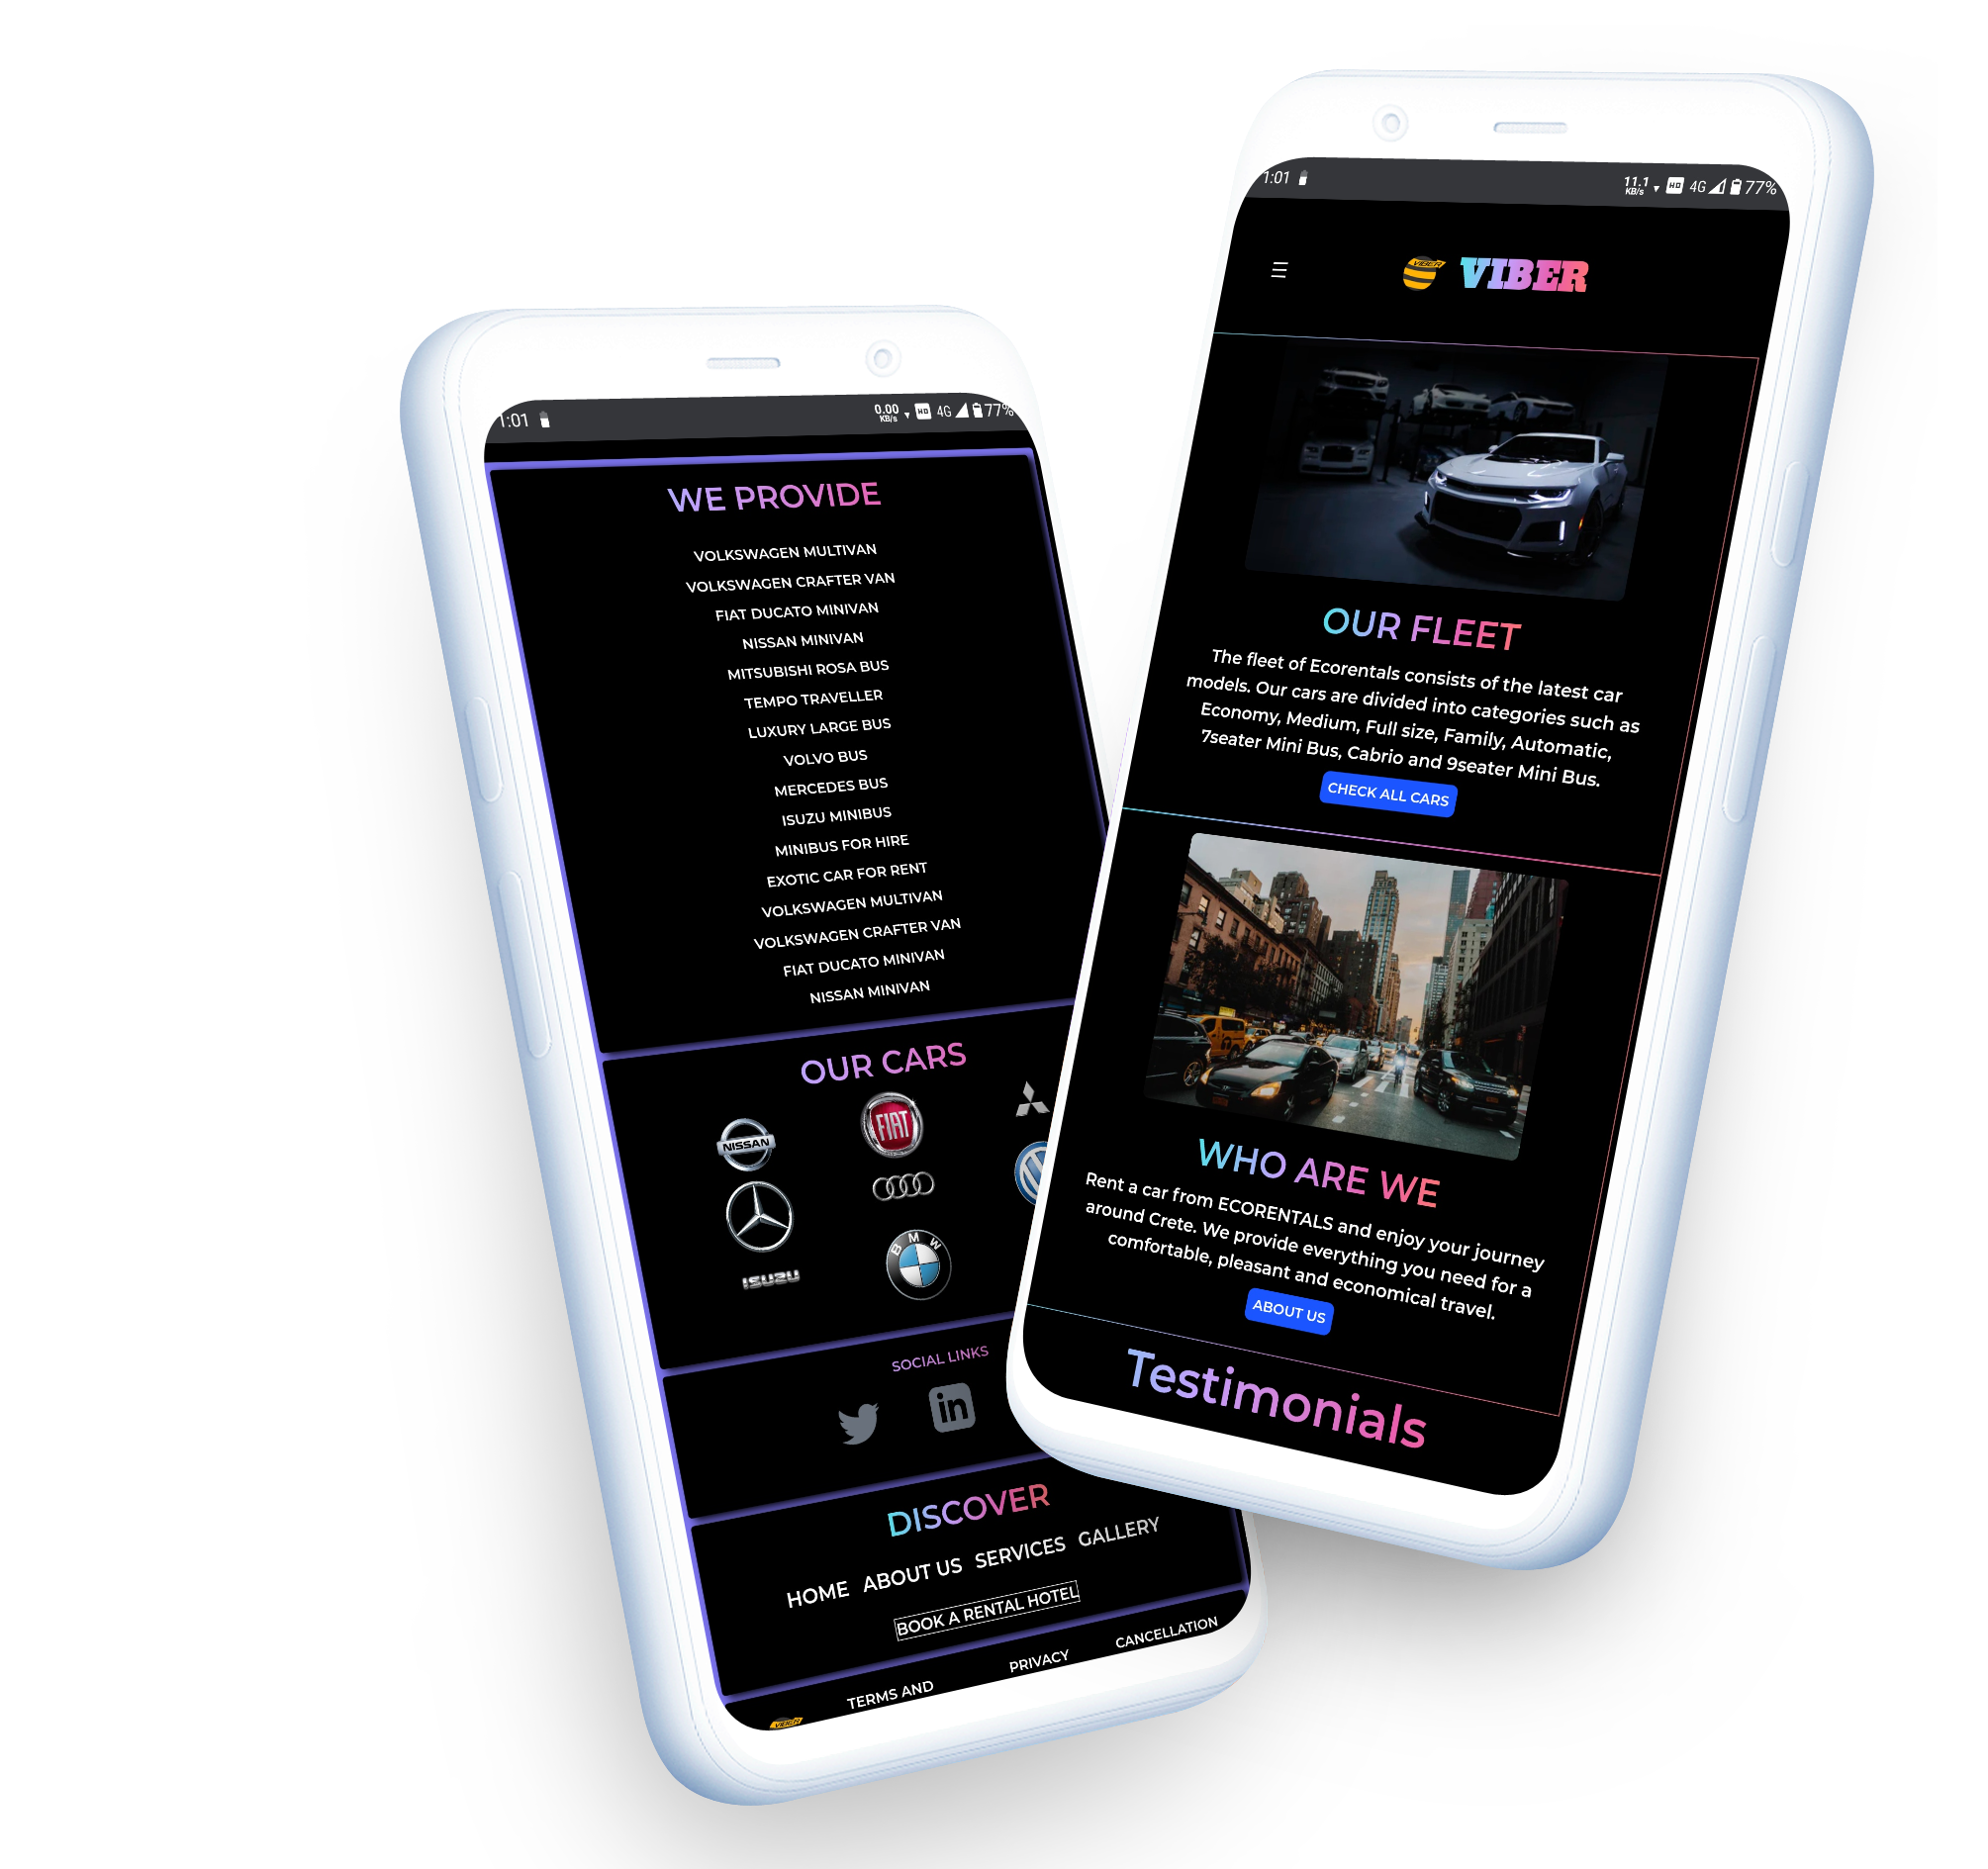 1:01
0.00
KB/s
HD
4G
77%
WE PROVIDE
VOLKSWAGEN MULTIVAN
VOLKSWAGEN CRAFTER VAN
FIAT DUCATO MINIVAN
NISSAN MINIVAN
MITSUBISHI ROSA BUS
TEMPO TRAVELLER
LUXURY LARGE BUS
VOLVO BUS
MERCEDES BUS
ISUZU MINIBUS
MINIBUS FOR HIRE
EXOTIC CAR FOR RENT
VOLKSWAGEN MULTIVAN
VOLKSWAGEN CRAFTER VAN
FIAT DUCATO MINIVAN
NISSAN MINIVAN
OUR CARS
NISSAN
FIAT
ISUZU
BMW
SOCIAL LINKS
in
DISCOVER
HOME ABOUT US SERVICES GALLERY
BOOK A RENTAL HOTEL
TERMS AND
PRIVACY
CANCELLATION
VIBER
1:01
11.1
KB/s
HD
4G
77%
VIBER
VIBER
OUR FLEET
The fleet of Ecorentals consists of the latest car
models. Our cars are divided into categories such as
Economy, Medium, Full size, Family, Automatic,
7seater Mini Bus, Cabrio and 9seater Mini Bus.
CHECK ALL CARS
WHO ARE WE
Rent a car from ECORENTALS and enjoy your journey
around Crete. We provide everything you need for a
comfortable, pleasant and economical travel.
ABOUT US
Testimonials